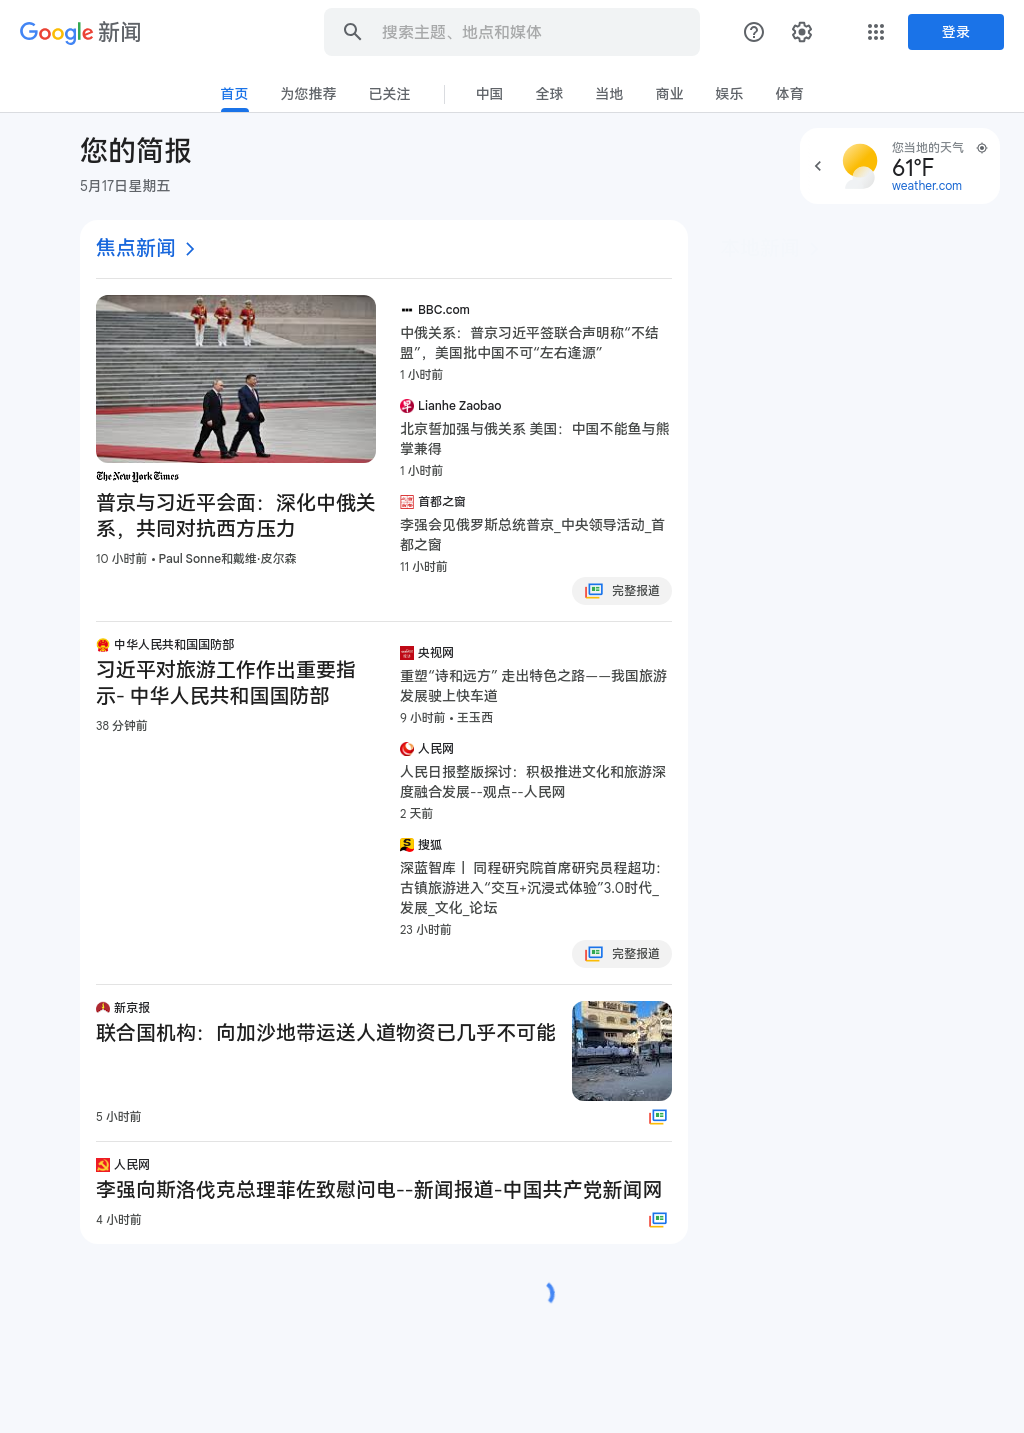 Google 新闻
搜索主题、地点和媒体
登录
首页
为您推荐
已关注
中国
全球
当地
商业
娱乐
体育
您的简报
5月17日星期五
您当地的天气
61°F
weather.com
焦点新闻
The New York Times
普京与习近平会面：深化中俄关
系，共同对抗西方压力
10 小时前 • Paul Sonne和戴维·皮尔森
BBC.com
中俄关系：普京习近平签联合声明称“不结
盟”，美国批中国不可“左右逢源”
1 小时前
Lianhe Zaobao
北京誓加强与俄关系 美国：中国不能鱼与熊
掌兼得
1 小时前
首都之窗
李强会见俄罗斯总统普京_中央领导活动_首
都之窗
11 小时前
完整报道
中华人民共和国国防部
习近平对旅游工作作出重要指
示- 中华人民共和国国防部
38 分钟前
央视网
重塑“诗和远方” 走出特色之路——我国旅游
发展驶上快车道
9 小时前 • 王玉西
人民网
人民日报整版探讨：积极推进文化和旅游深
度融合发展--观点--人民网
2 天前
搜狐
深蓝智库丨 同程研究院首席研究员程超功：
古镇旅游进入“交互+沉浸式体验”3.0时代_
发展_文化_论坛
23 小时前
完整报道
新京报
联合国机构：向加沙地带运送人道物资已几乎不可能
5 小时前
人民网
李强向斯洛伐克总理菲佐致慰问电--新闻报道-中国共产党新闻网
4 小时前